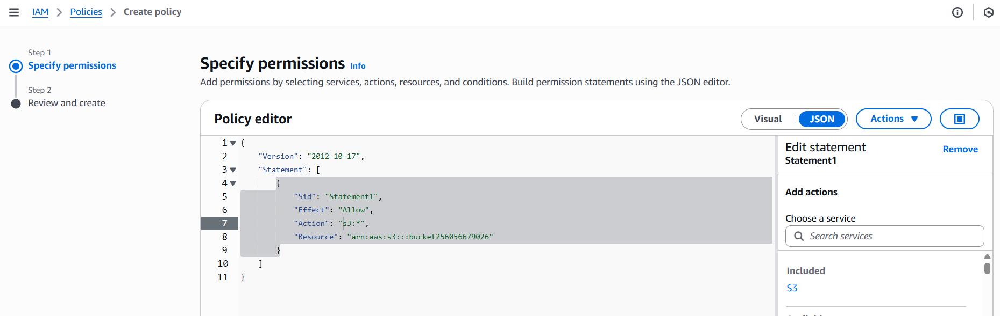 IAM > Policies > Create policy
Step 1
Specify permissions
Step 2
Review and create
Specify permissions Info
Add permissions by selecting services, actions, resources, and conditions. Build permission statements using the JSON editor.
Policy editor
Visual | JSON
Actions
1 {
2 "Version": "2012-10-17",
3 "Statement": [
4 {
5 "Sid": "Statement1",
6 "Effect": "Allow",
7 "Action": "s3:*",
8 "Resource": "arn:aws:s3:::bucket256056679026"
9 }
10 ]
11 }
Edit statement
Statement1
Remove
Add actions
Choose a service
Search services
Included
S3